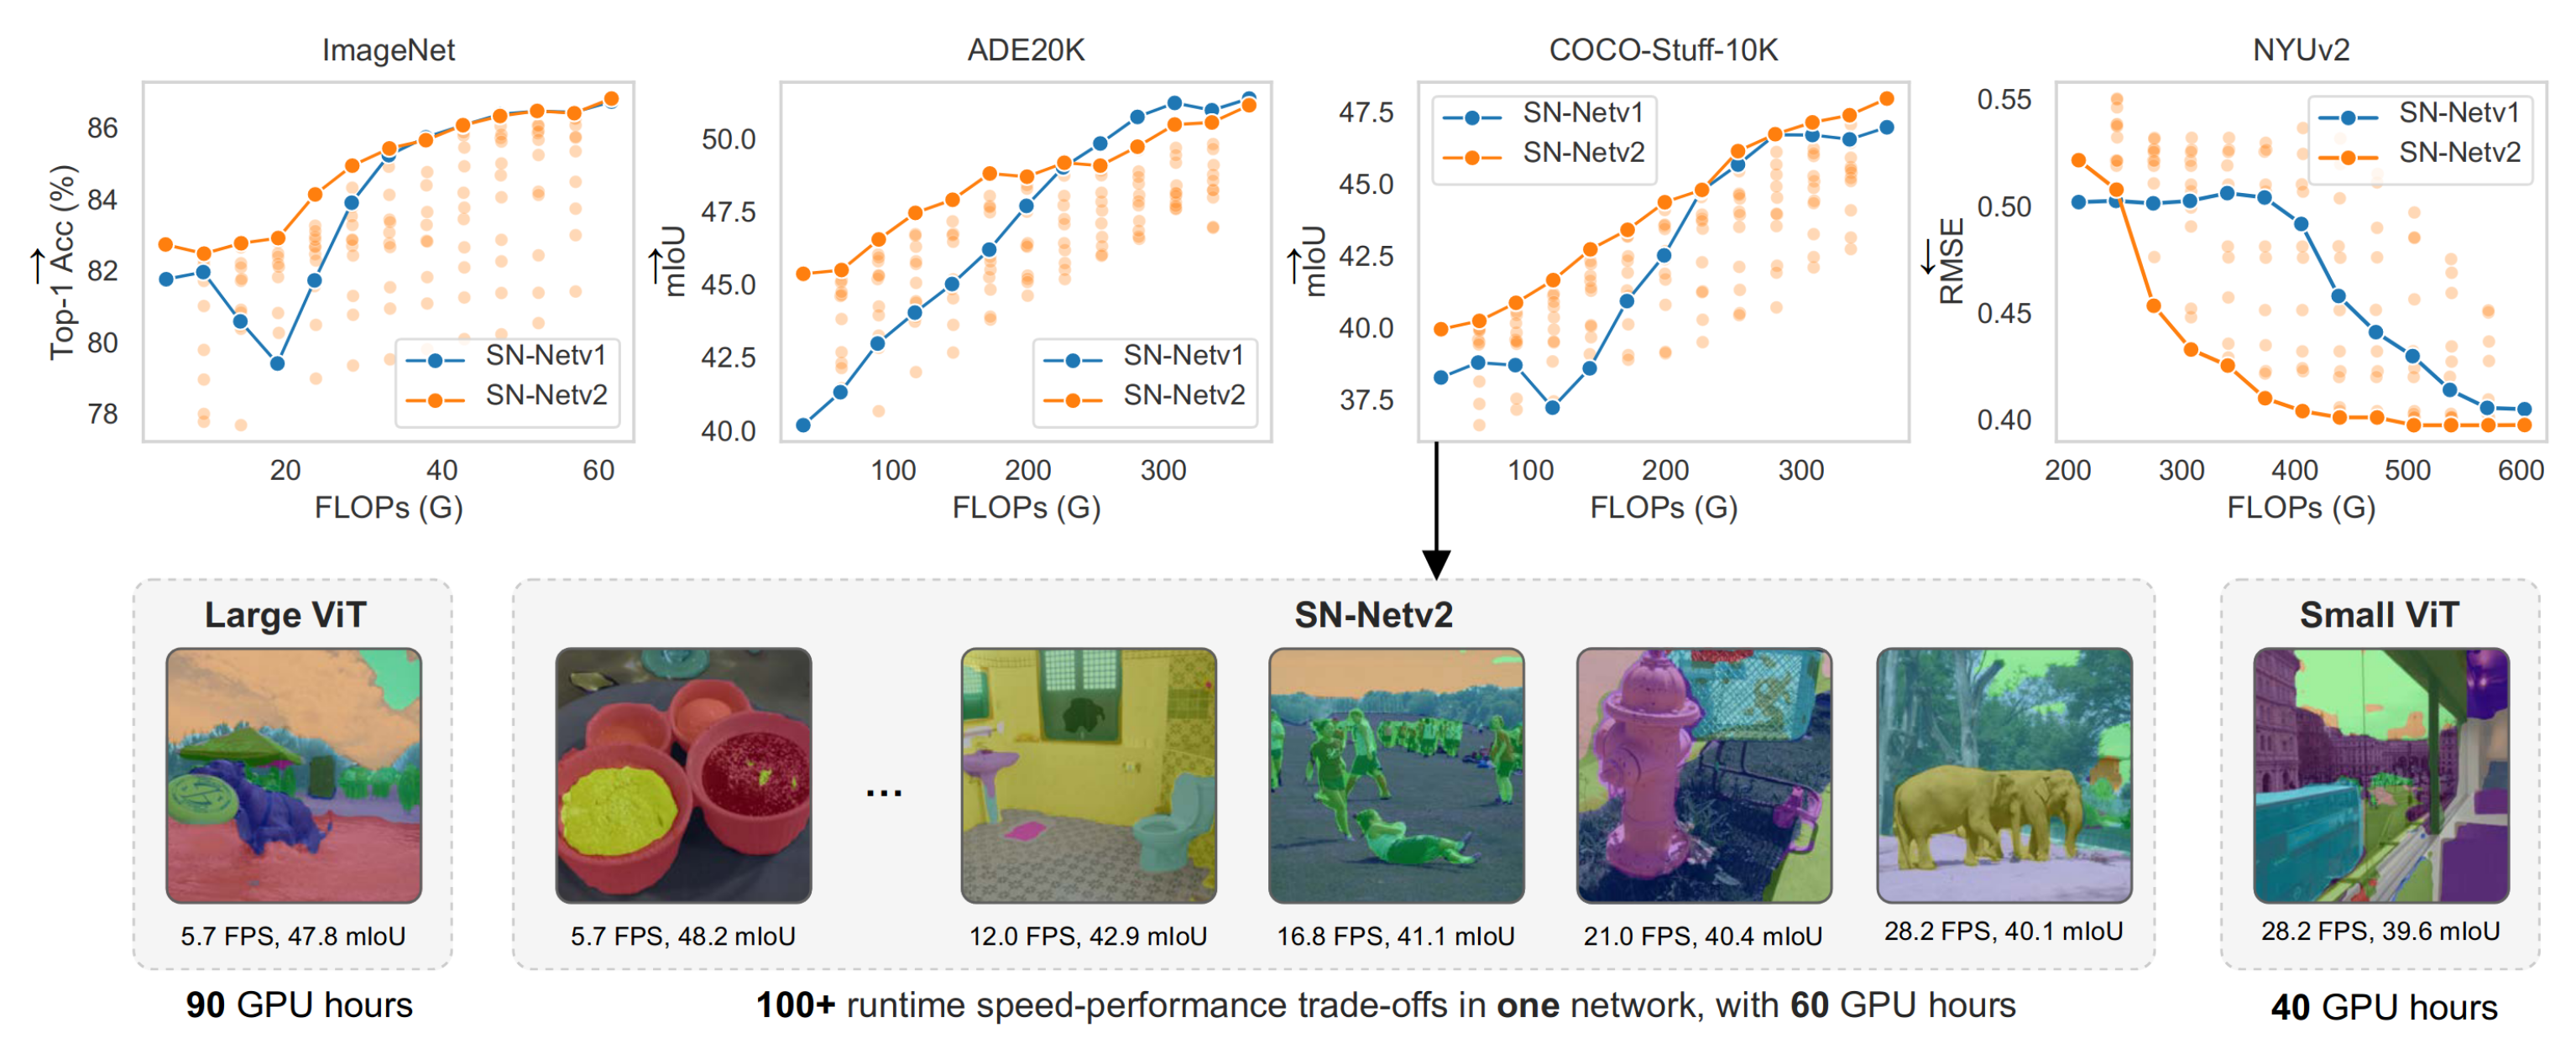 ImageNet
ADE20K
COCO-Stuff-10K
NYUv2
→Top-1 Acc (%)
86
84
82
80
78
SN-Netv1
SN-Netv2
20 40 60
FLOPs (G)
→mIoU
50.0
47.5
45.0
42.5
40.0
SN-Netv1
SN-Netv2
100 200 300
FLOPs (G)
→mIoU
47.5
45.0
42.5
40.0
37.5
SN-Netv1
SN-Netv2
100 200 300
FLOPs (G)
←RMSE
0.55
0.50
0.45
0.40
SN-Netv1
SN-Netv2
200 300 400 500 600
FLOPs (G)
Large ViT
5.7 FPS, 47.8 mIoU
90 GPU hours
SN-Netv2
...
5.7 FPS, 48.2 mIoU
12.0 FPS, 42.9 mIoU
16.8 FPS, 41.1 mIoU
21.0 FPS, 40.4 mIoU
28.2 FPS, 40.1 mIoU
100+ runtime speed-performance trade-offs in one network, with 60 GPU hours
Small ViT
28.2 FPS, 39.6 mIoU
40 GPU hours